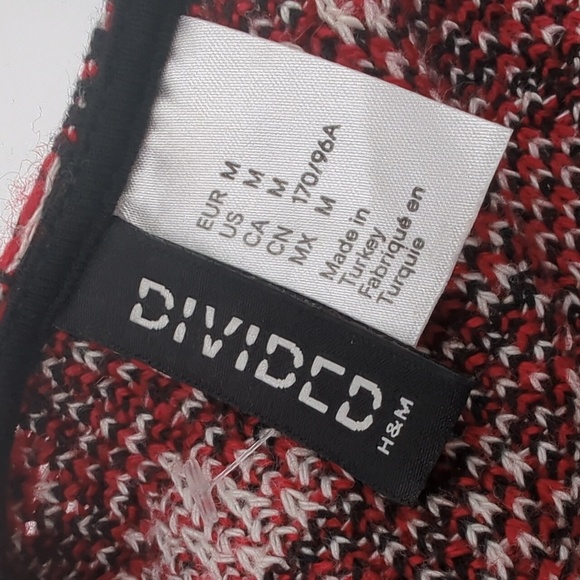 EUR M
US M
CA M
CN 170/96A
MX M
Made in
Turkey
Fabriqué en
Turquie
DIVIDED
H&M